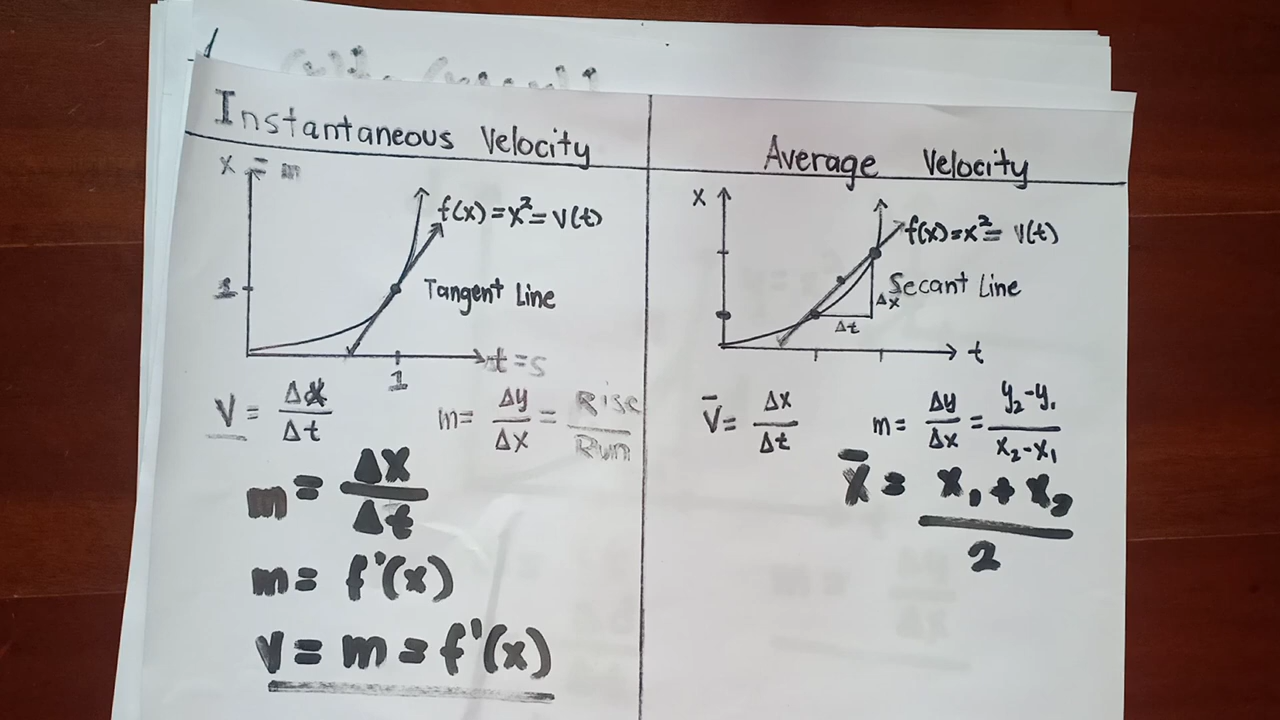 Instantaneous Velocity
x = m
f(x) = x² = v(t)
Tangent Line
1
1
t = s
V = Δx/Δt
m = Δy/Δx = Rise/Run
m = Δx/Δt
m = f'(x)
v = m = f'(x)
Average Velocity
x
f(x) = x² = v(t)
Secant Line
Δx
Δt
t
V̄ = Δx/Δt
m = Δy/Δx = y₂-y₁/x₂-x₁
x̄ = x₁ + x₂/2